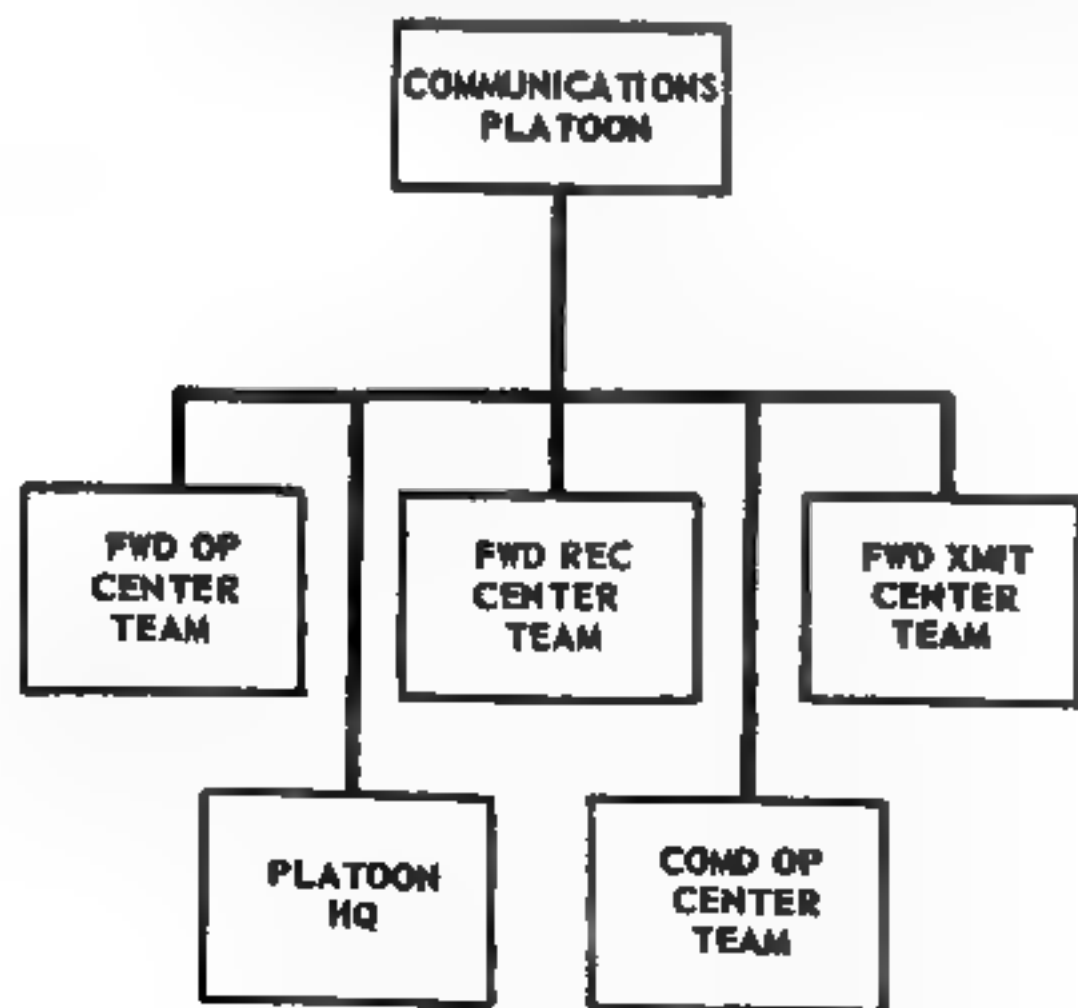 COMMUNICATIONS
PLATOON
FWD OP
CENTER
TEAM
FWD REC
CENTER
TEAM
FWD XMIT
CENTER
TEAM
PLATOON
HQ
COMD OP
CENTER
TEAM